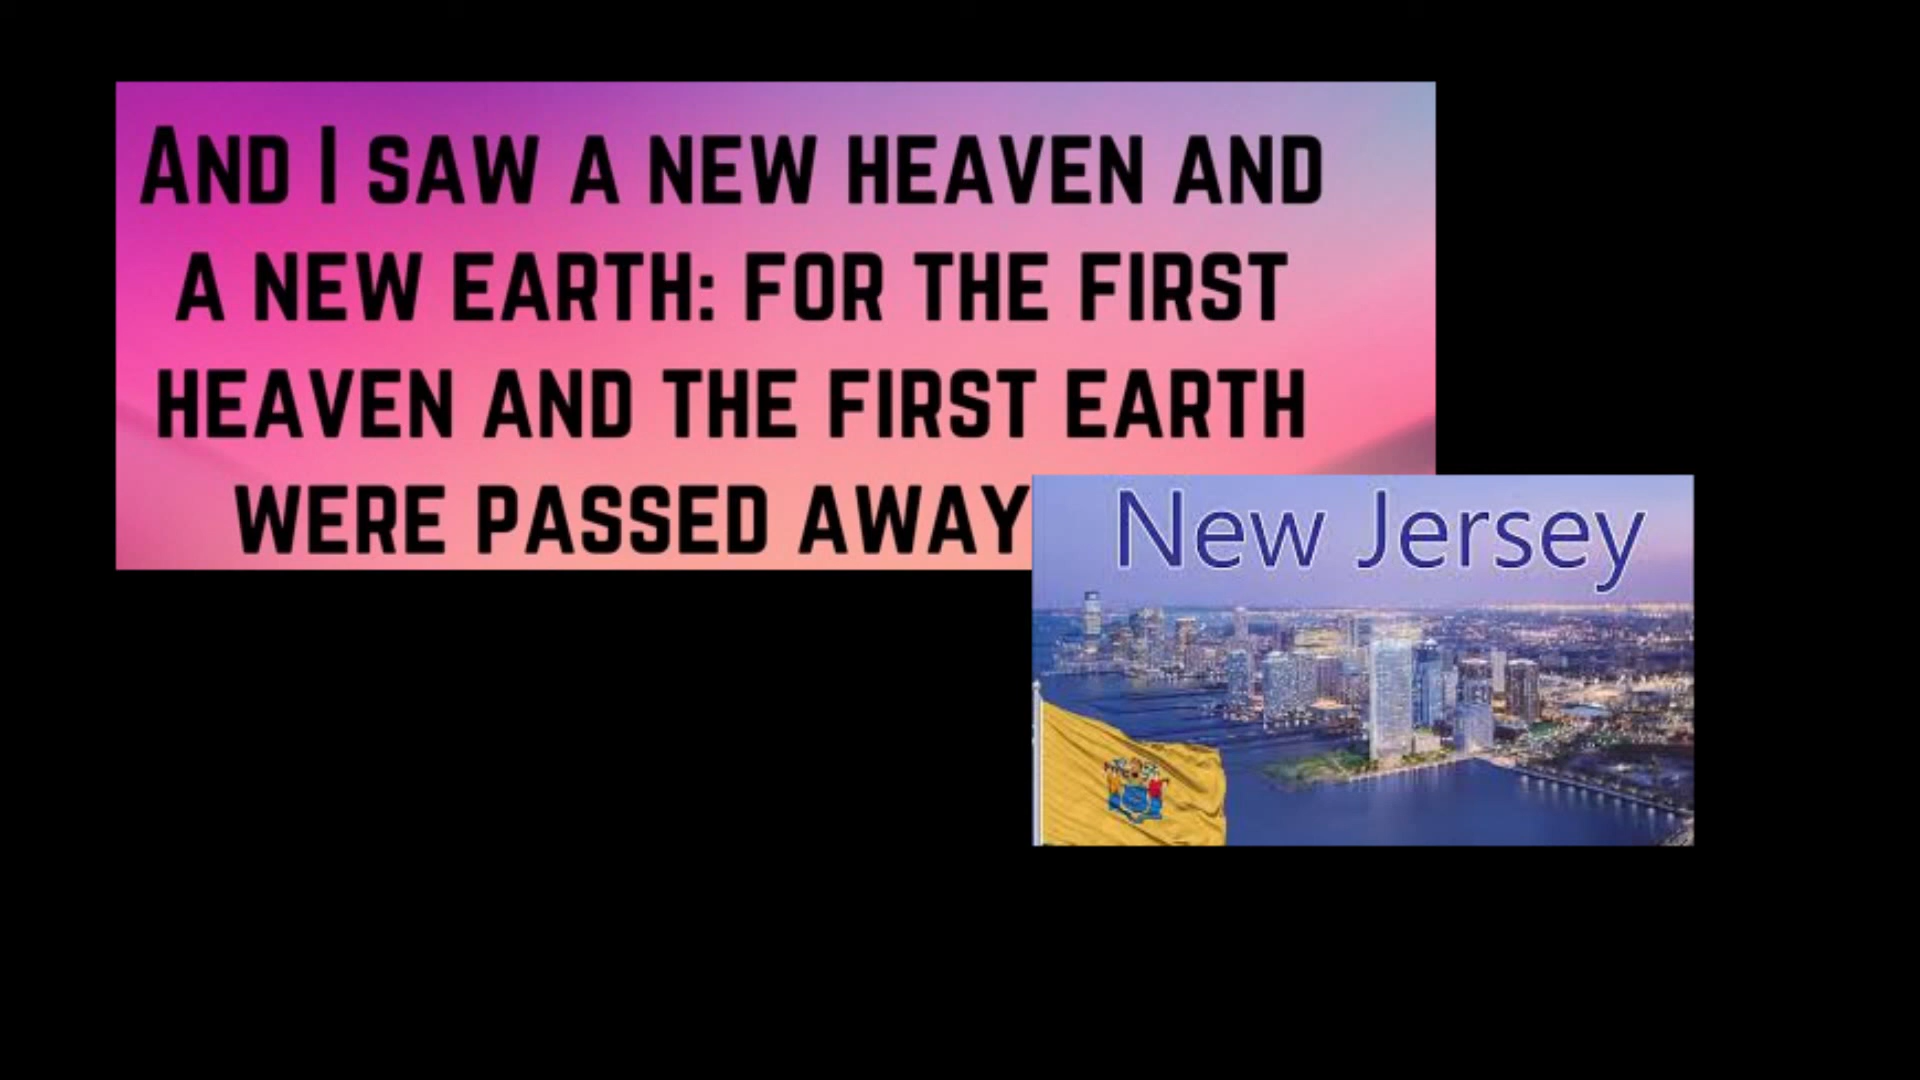 And I saw a new heaven and
a new earth: for the first
heaven and the first earth
were passed away
New Jersey